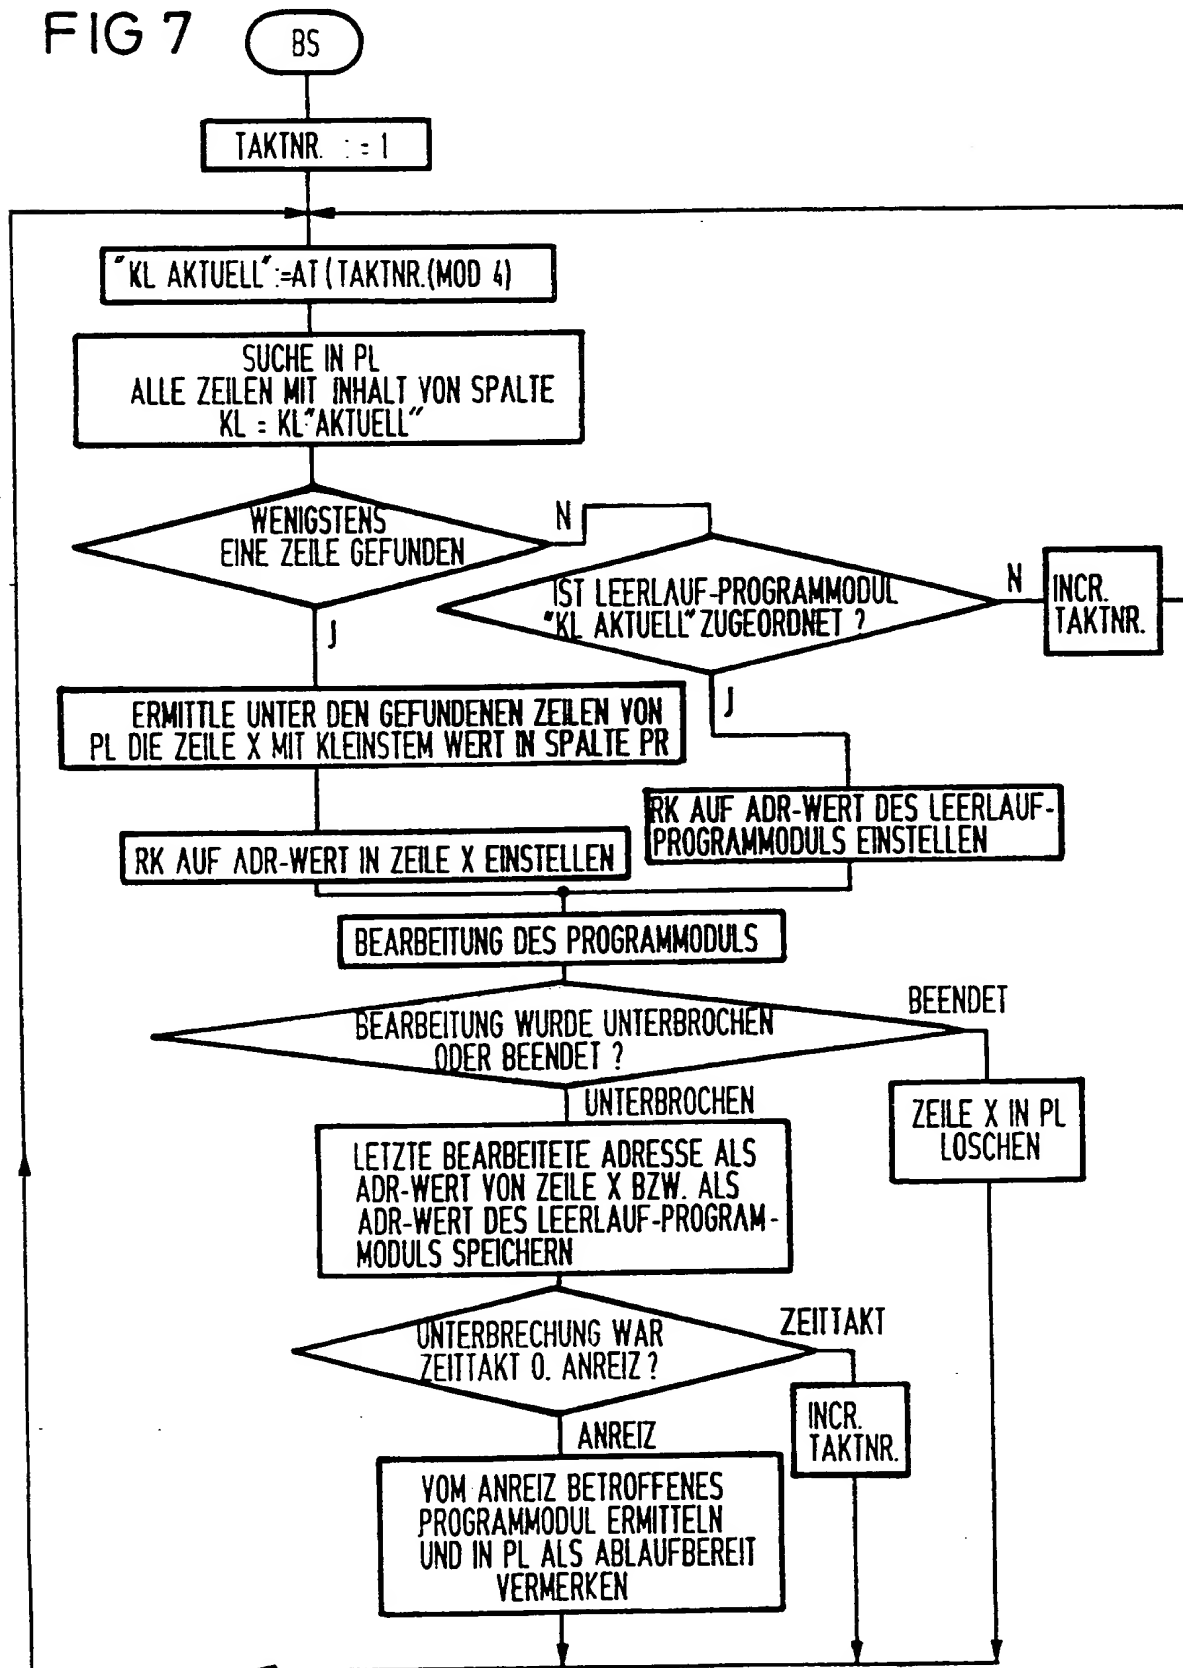 FIG 7
BS
TAKTNR. := 1
"KL AKTUELL":=AT(TAKTNR.(MOD 4)
SUCHE IN PL
ALLE ZEILEN MIT INHALT VON SPALTE
KL = KL"AKTUELL"
WENIGSTENS
EINE ZEILE GEFUNDEN
N
J
IST LEERLAUF-PROGRAMMODUL
"KL AKTUELL" ZUGEORDNET ?
N
INCR.
TAKTNR.
J
ERMITTLE UNTER DEN GEFUNDENEN ZEILEN VON
PL DIE ZEILE X MIT KLEINSTEM WERT IN SPALTE PR
RK AUF ADR-WERT DES LEERLAUF-
PROGRAMMODULS EINSTELLEN
RK AUF ADR-WERT IN ZEILE X EINSTELLEN
BEARBEITUNG DES PROGRAMMODULS
BEARBEITUNG WURDE UNTERBROCHEN
ODER BEENDET ?
BEENDET
UNTERBROCHEN
ZEILE X IN PL
LOSCHEN
LETZTE BEARBEITETE ADRESSE ALS
ADR-WERT VON ZEILE X BZW. ALS
ADR-WERT DES LEERLAUF-PROGRAM-
MODULS SPEICHERN
UNTERBRECHUNG WAR
ZEITTAKT O. ANREIZ ?
ZEITTAKT
ANREIZ
INCR.
TAKTNR.
VOM ANREIZ BETROFFENES
PROGRAMMODUL ERMITTELN
UND IN PL ALS ABLAUFBEREIT
VERMERKEN